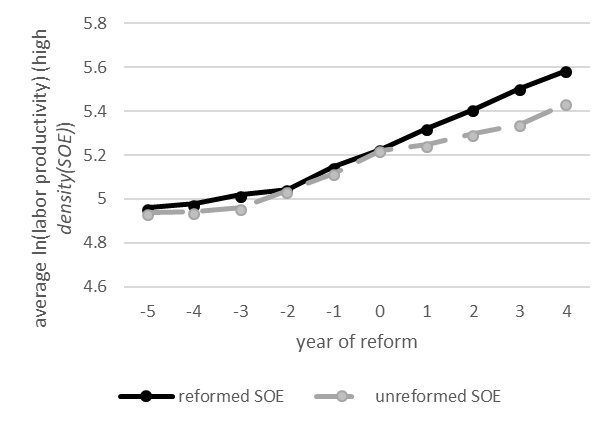 average ln(labor productivity) (high
density(SOE))
5.8
5.6
5.4
5.2
5
4.8
4.6
-5 -4 -3 -2 -1 0 1 2 3 4
year of reform
reformed SOE unreformed SOE